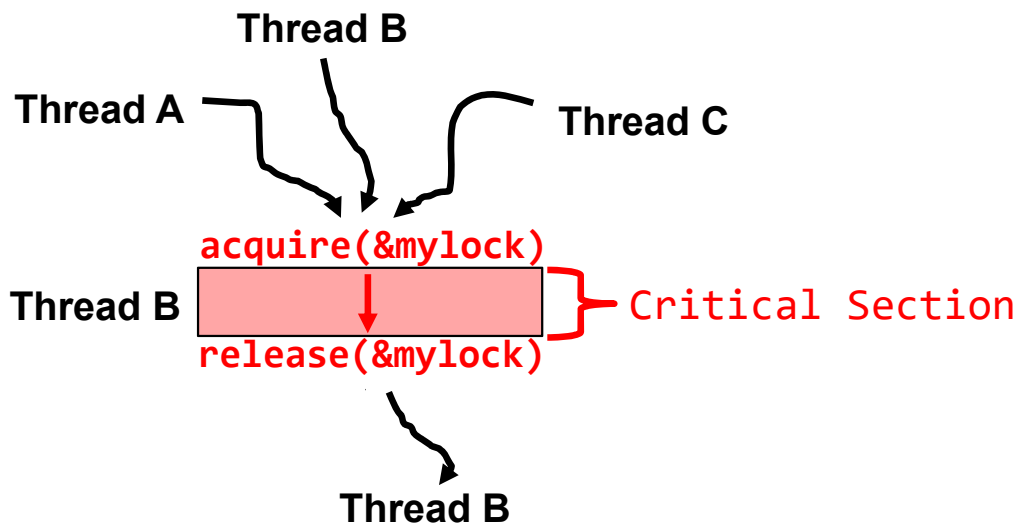 Thread B
Thread A
Thread C
acquire(&mylock)
Thread B
Critical Section
release(&mylock)
Thread B